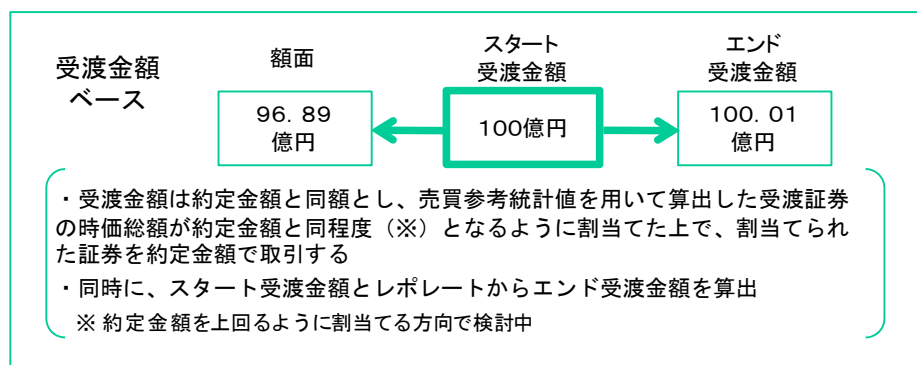 受渡金額
ベース
額面
スタート
受渡金額
エンド
受渡金額
96.89
億円
100億円
100.01
億円
・受渡金額は約定金額と同額とし、売買参考統計値を用いて算出した受渡証券
の時価総額が約定金額と同程度（※）となるように割当てた上で、割当てられ
た証券を約定金額で取引する
・同時に、スタート受渡金額とレポレートからエンド受渡金額を算出
※ 約定金額を上回るように割当てる方向で検討中